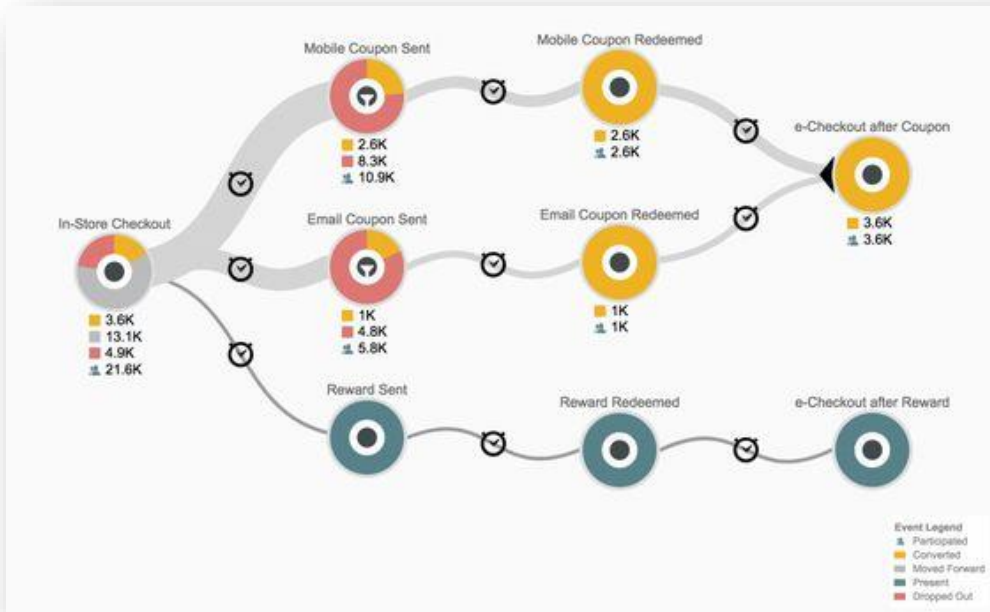 Mobile Coupon Sent
2.6K
8.3K
10.9K
Mobile Coupon Redeemed
2.6K
2.6K
e-Checkout after Coupon
3.6K
3.6K
In-Store Checkout
3.6K
13.1K
4.9K
21.6K
Email Coupon Sent
1K
4.8K
5.8K
Email Coupon Redeemed
1K
1K
Reward Sent
Reward Redeemed
e-Checkout after Reward
Event Legend
Participated
Converted
Moved Forward
Present
Dropped Out